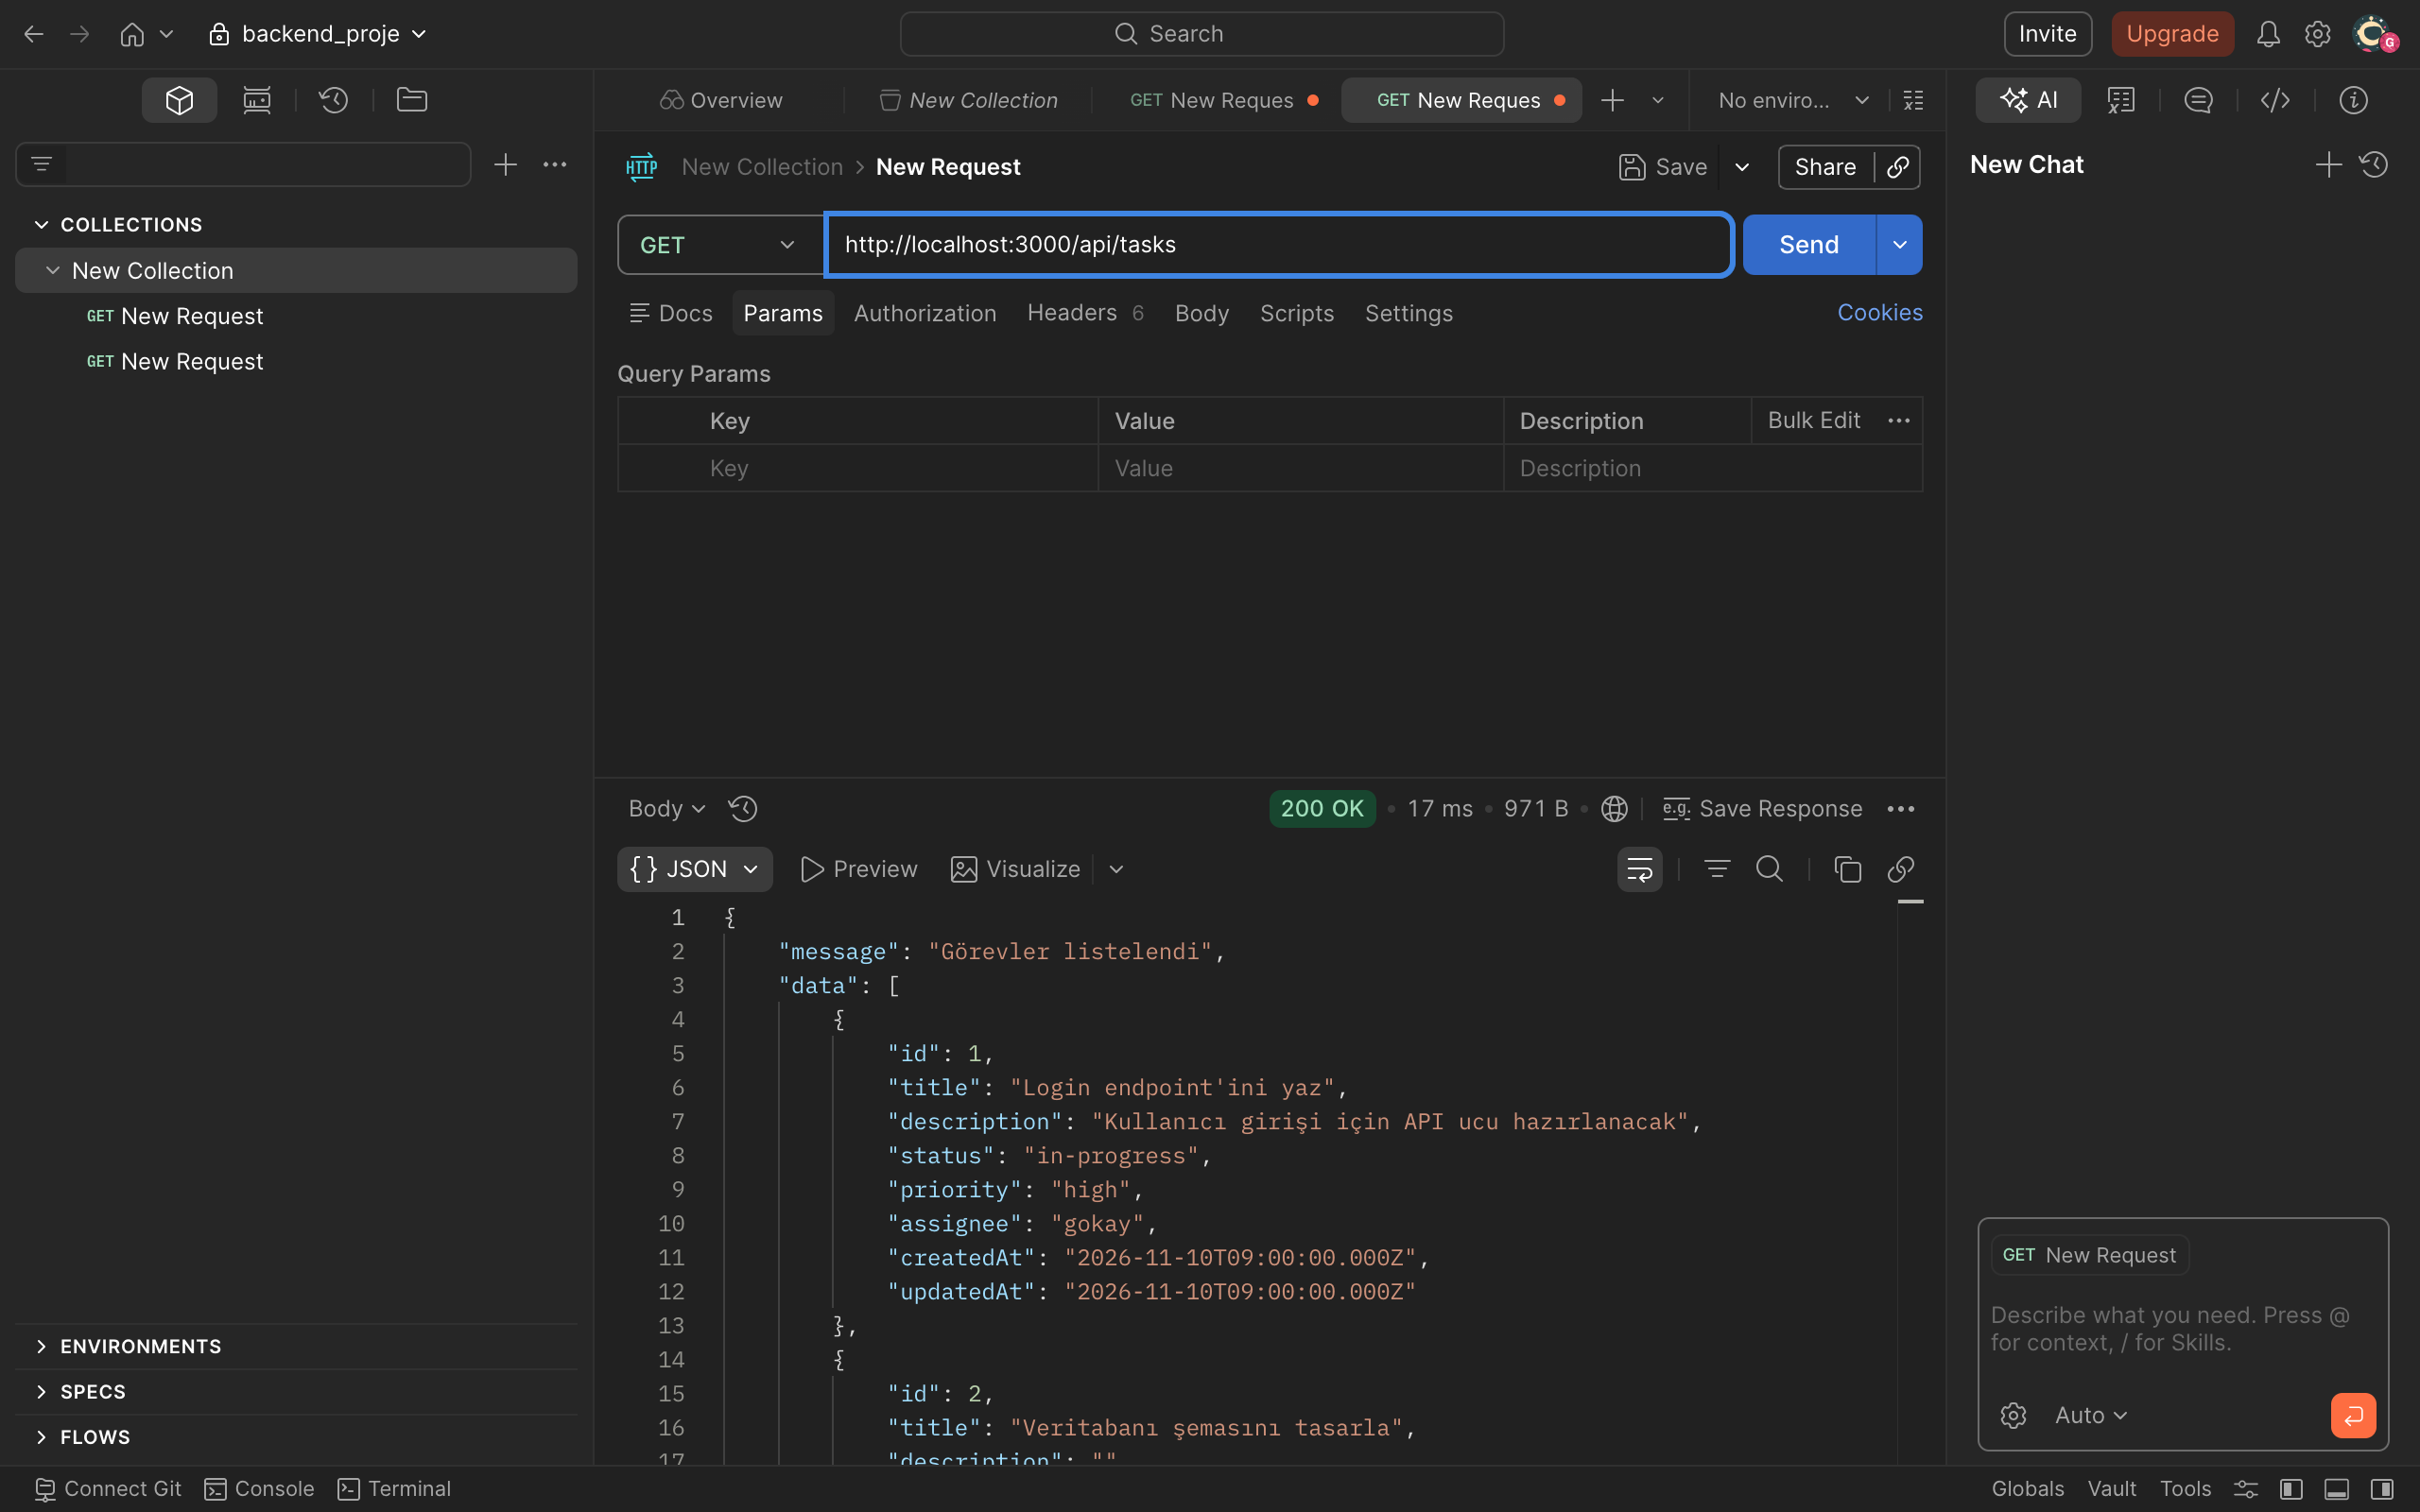 backend_proje
Search
Invite
Upgrade
G
Overview
New Collection
GET New Reques
GET New Reques
No enviro...
AI
COLLECTIONS
New Collection
GET New Request
GET New Request
HTTP
New Collection > New Request
Save
Share
New Chat
GET
http://localhost:3000/api/tasks
Send
Docs
Params
Authorization
Headers 6
Body
Scripts
Settings
Cookies
Query Params
Key Value Description Bulk Edit
Key Value Description
Body
200 OK • 17 ms • 971 B
e.g. Save Response
{} JSON
Preview
Visualize
1 {
2 "message": "Görevler listelendi",
3 "data": [
4 {
5 "id": 1,
6 "title": "Login endpoint'ini yaz",
7 "description": "Kullanıcı girişi için API ucu hazırlanacak",
8 "status": "in-progress",
9 "priority": "high",
10 "assignee": "gokay",
11 "createdAt": "2026-11-10T09:00:00.000Z",
12 "updatedAt": "2026-11-10T09:00:00.000Z"
13 },
14 {
15 "id": 2,
16 "title": "Veritabanı şemasını tasarla",
17 "description": ""
GET New Request
Describe what you need. Press @
for context, / for Skills.
Auto
ENVIRONMENTS
SPECS
FLOWS
Connect Git
Console
Terminal
Globals
Vault
Tools